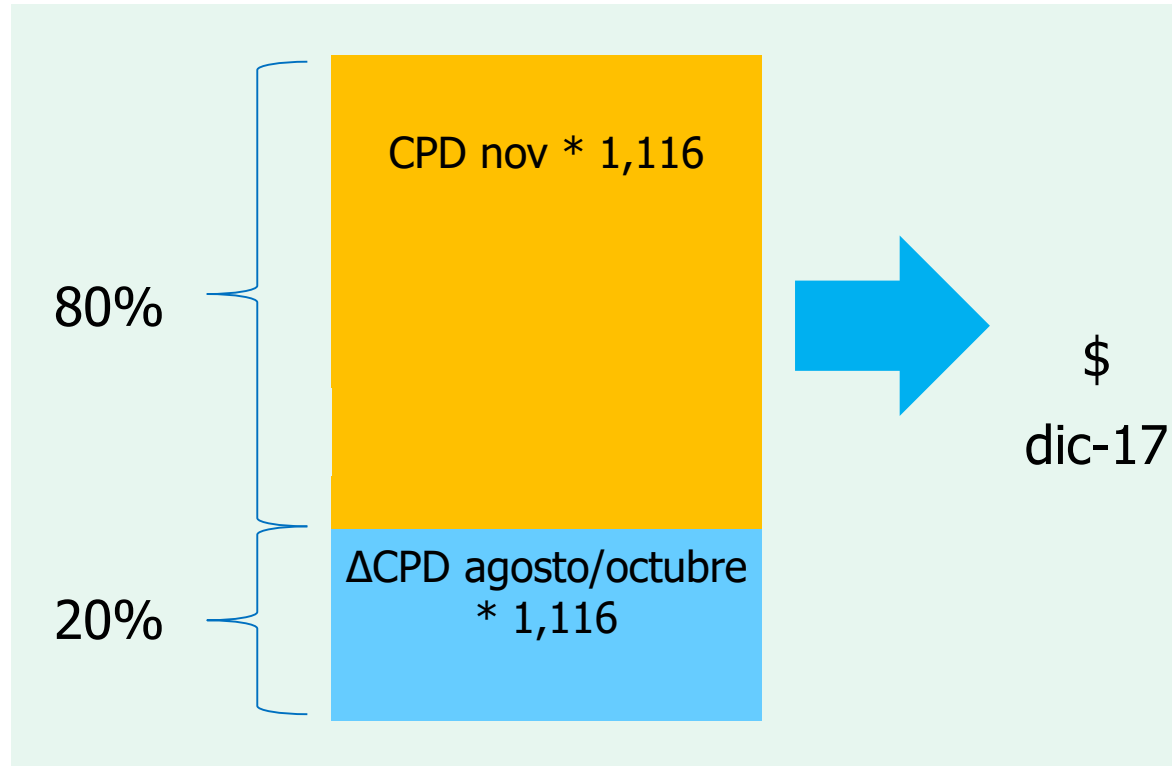 CPD nov * 1,116
80%
$
dic-17
ΔCPD agosto/octubre
* 1,116
20%